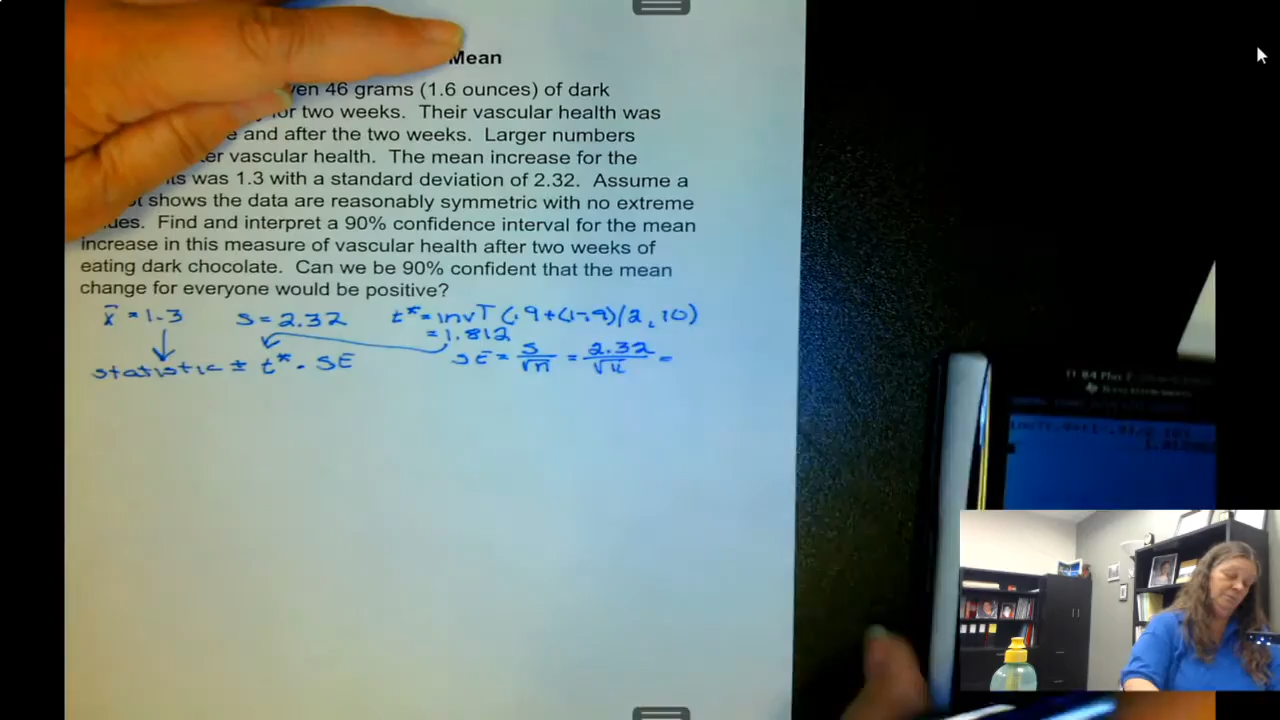 Mean
ven 46 grams (1.6 ounces) of dark
for two weeks. Their vascular health was
e and after the two weeks. Larger numbers
er vascular health. The mean increase for the
ts was 1.3 with a standard deviation of 2.32. Assume a
shows the data are reasonably symmetric with no extreme
ues. Find and interpret a 90% confidence interval for the mean
increase in this measure of vascular health after two weeks of
eating dark chocolate. Can we be 90% confident that the mean
change for everyone would be positive?
x̄ = 1.3 s = 2.32 t* = invT(.9+(1-.9)/2, 10)
= 1.812
statistic ± t* · SE SE = s/√n = 2.32/√11 =